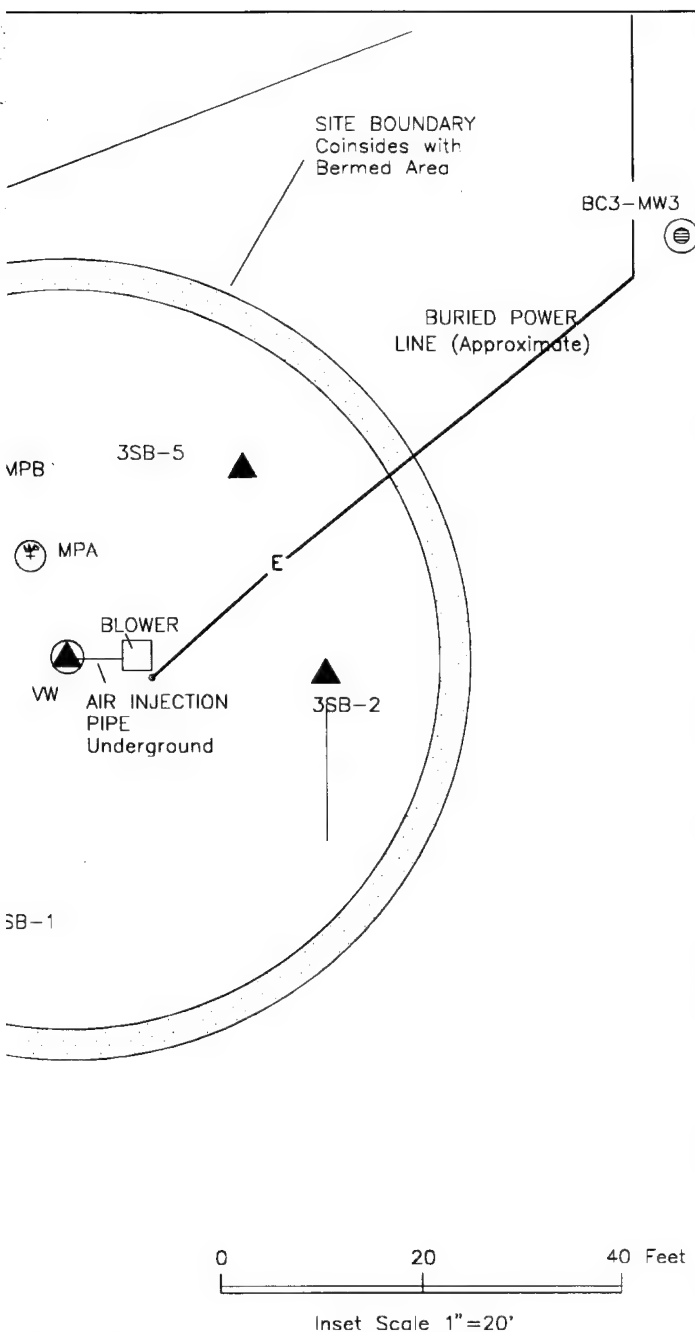 SITE BOUNDARY
Coinsides with
Bermed Area
BC3-MW3
BURIED POWER
LINE (Approximate)
3SB-5
MPB
MPA
E
BLOWER
VW
AIR INJECTION
PIPE
Underground
3SB-2
SB-1
0 20 40 Feet
Inset Scale 1"=20'